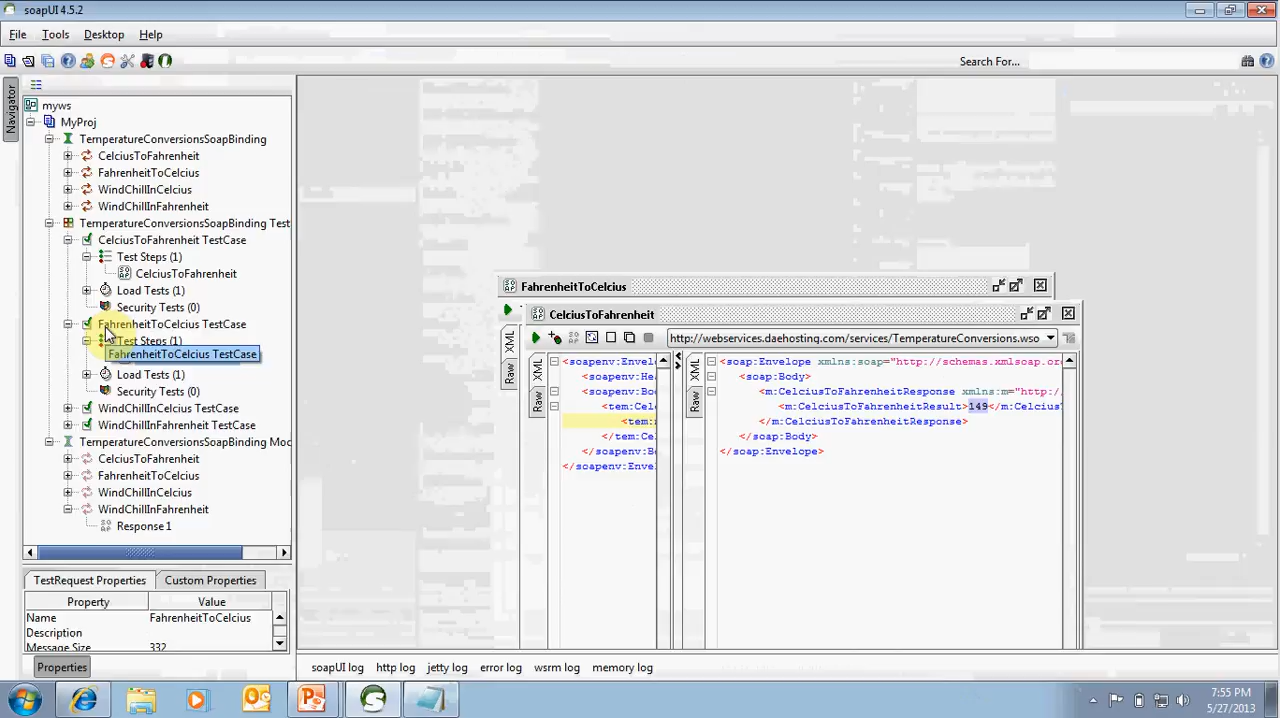 soapUI 4.5.2
File Tools Desktop Help
Search For...
Navigator
myws
MyProj
TemperatureConversionsSoapBinding
CelciusToFahrenheit
FahrenheitToCelcius
WindChillInCelcius
WindChillInFahrenheit
TemperatureConversionsSoapBinding Test
CelciusToFahrenheit TestCase
Test Steps (1)
CelciusToFahrenheit
Load Tests (1)
Security Tests (0)
FahrenheitToCelcius TestCase
Test Steps (1)
FahrenheitToCelcius TestCase
Load Tests (1)
Security Tests (0)
WindChillInCelcius TestCase
WindChillInFahrenheit TestCase
TemperatureConversionsSoapBinding Moc
CelciusToFahrenheit
FahrenheitToCelcius
WindChillInCelcius
WindChillInFahrenheit
Response 1
TestRequest Properties Custom Properties
Property Value
Name FahrenheitToCelcius
Description
Message Size 332
Properties
FahrenheitToCelcius
XML
Raw
CelciusToFahrenheit
http://webservices.daehosting.com/services/TemperatureConversions.wso
XML
Raw
<soapenv:Envel
<soapenv:He
<soapenv:Bo
<tem:Cel
<tem:
</tem:Ce
</soapenv:B
</soapenv:Enve
XML
Raw
<soap:Envelope xmlns:soap="http://schemas.xmlsoap.or
<soap:Body>
<m:CelciusToFahrenheitResponse xmlns:m="http:/
<m:CelciusToFahrenheitResult>149</m:CelciusT
</m:CelciusToFahrenheitResponse>
</soap:Body>
</soap:Envelope>
soapUI log http log jetty log error log wsrm log memory log
7:55 PM
5/27/2013